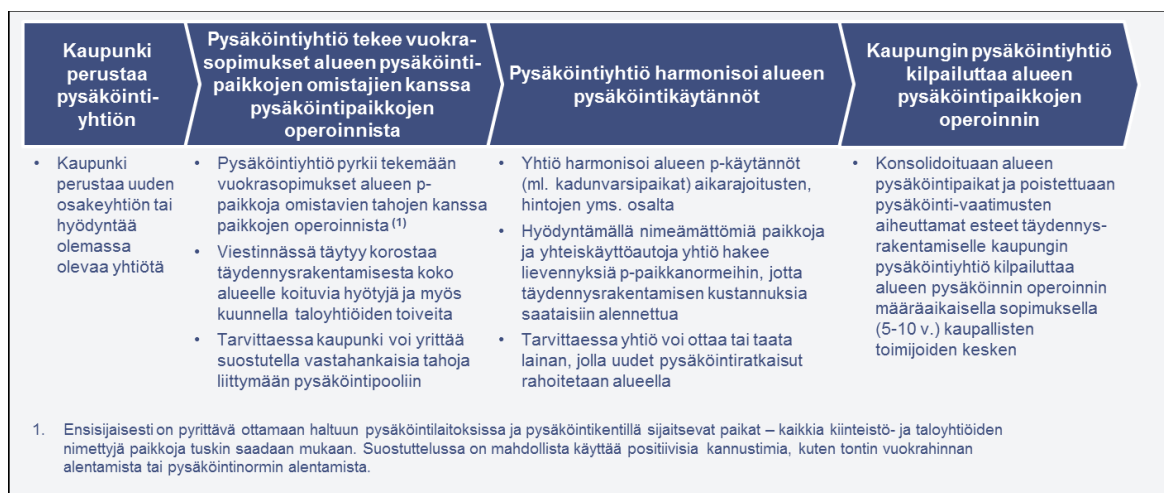 Kaupunki
perustaa
pysäköinti-
yhtiön
Pysäköintiyhtiö tekee vuokra-
sopimukset alueen pysäköinti-
paikkojen omistajien kanssa
pysäköintipaikkojen
operoinnista
Pysäköintiyhtiö harmonisoi alueen
pysäköintikäytännöt
Kaupungin pysäköintiyhtiö
kilpailuttaa alueen
pysäköintipaikkojen
operoinnin
• Kaupunki
perustaa uuden
osakeyhtiön tai
hyödyntää
olemassa
olevaa yhtiötä
• Pysäköintiyhtiö pyrkii tekemään
vuokrasopimukset alueen p-
paikkoja omistavien tahojen kanssa
paikkojen operoinnista (1)
• Viestinnässä täytyy korostaa
täydennysrakentamisesta koko
alueelle koituvia hyötyjä ja myös
kuunnella taloyhtiöiden toiveita
• Tarvittaessa kaupunki voi yrittää
suostutella vastahankaisia tahoja
liittymään pysäköintipooliin
• Yhtiö harmonisoi alueen p-käytännöt
(ml. kadunvarsipaikat) aikarajoitusten,
hintojen yms. osalta
• Hyödyntämällä nimeämättömiä paikkoja
ja yhteiskäyttöautoja yhtiö hakee
lievennyksiä p-paikkanormeihin, jotta
täydennysrakentamisen kustannuksia
saataisiin alennettua
• Tarvittaessa yhtiö voi ottaa tai taata
lainan, jolla uudet pysäköintiratkaisut
rahoitetaan alueella
• Konsolidoituaan alueen
pysäköintipaikat ja poistettuaan
pysäköinti-vaatimusten
aiheuttamat esteet täydennys-
rakentamiselle kaupungin
pysäköintiyhtiö kilpailuttaa
alueen pysäköinnin operoinnin
määräaikaisella sopimuksella
(5-10 v.) kaupallisten
toimijoiden kesken
1. Ensisijaisesti on pyrittävä ottamaan haltuun pysäköintilaitoksissa ja pysäköintikentillä sijaitsevat paikat – kaikkia kiinteistö- ja taloyhtiöiden
nimettyjä paikkoja tuskin saadaan mukaan. Suostuttelussa on mahdollista käyttää positiivisia kannustimia, kuten tontin vuokrahinnan
alentamista tai pysäköintinormin alentamista.